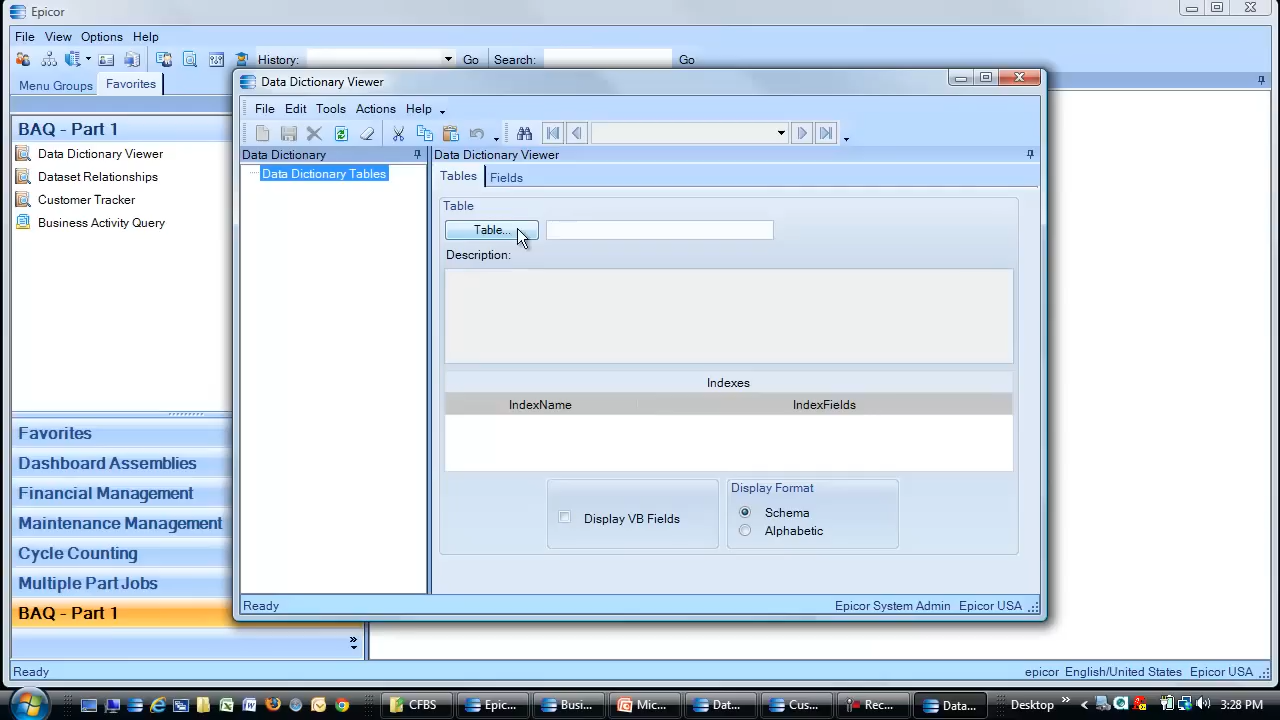 Epicor
File View Options Help
History: Go Search: Go
Menu Groups Favorites
BAQ - Part 1
Data Dictionary Viewer
Dataset Relationships
Customer Tracker
Business Activity Query
Favorites
Dashboard Assemblies
Financial Management
Maintenance Management
Cycle Counting
Multiple Part Jobs
BAQ - Part 1
Data Dictionary Viewer
File Edit Tools Actions Help
Data Dictionary
Data Dictionary Tables
Data Dictionary Viewer
Tables Fields
Table
Table...
Description:
Indexes
IndexName IndexFields
Display VB Fields
Display Format
Schema
Alphabetic
Ready Epicor System Admin Epicor USA
Ready epicor English/United States Epicor USA
CFBS Epic... Busi... Mic... Dat... Cus... Rec... Data... Desktop 3:28 PM